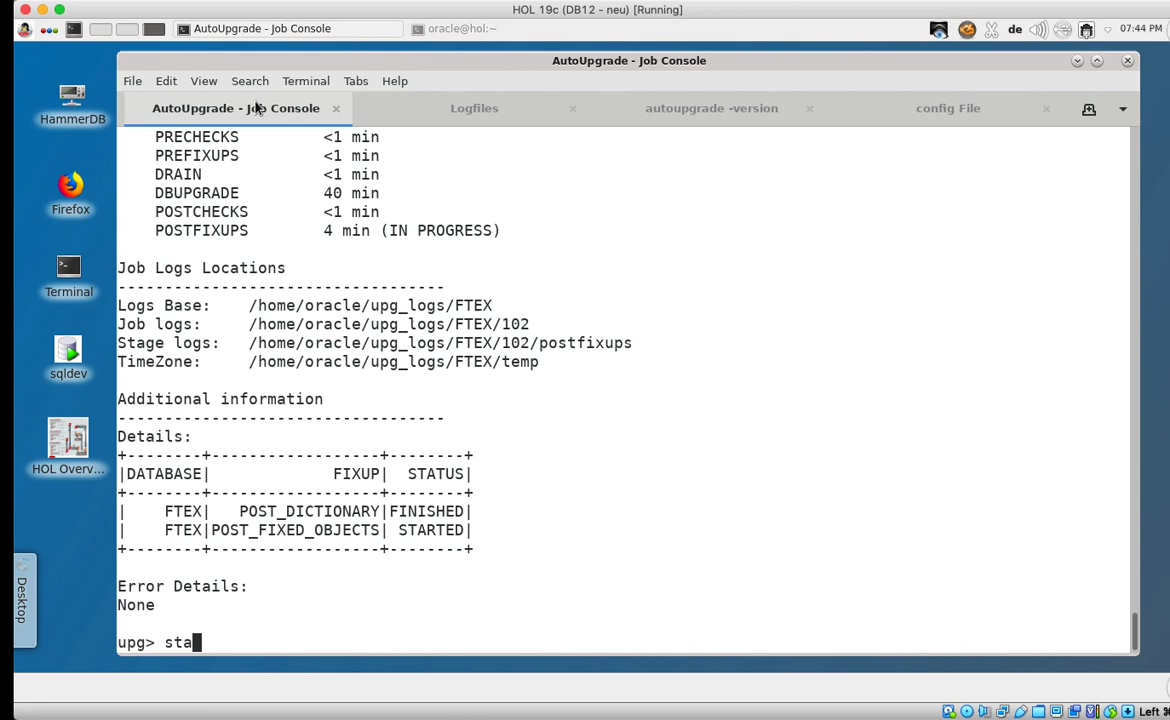 HOL 19c (DB12 - neu) [Running]
AutoUpgrade - Job Console
oracle@hol:~
de
07:44 PM
AutoUpgrade - Job Console
File Edit View Search Terminal Tabs Help
AutoUpgrade - Job Console × Logfiles × autoupgrade -version × config File ×
HammerDB
Firefox
Terminal
sqldev
HOL Overv...
Desktop
PRECHECKS <1 min
PREFIXUPS <1 min
DRAIN <1 min
DBUPGRADE 40 min
POSTCHECKS <1 min
POSTFIXUPS 4 min (IN PROGRESS)
Job Logs Locations
-----------------------------------
Logs Base: /home/oracle/upg_logs/FTEX
Job logs: /home/oracle/upg_logs/FTEX/102
Stage logs: /home/oracle/upg_logs/FTEX/102/postfixups
TimeZone: /home/oracle/upg_logs/FTEX/temp
Additional information
-----------------------------------
Details:
+--------+------------------+--------+
|DATABASE|             FIXUP|  STATUS|
+--------+------------------+--------+
|    FTEX|   POST_DICTIONARY|FINISHED|
|    FTEX|POST_FIXED_OBJECTS| STARTED|
+--------+------------------+--------+
Error Details:
None
upg> sta
Left ⌘